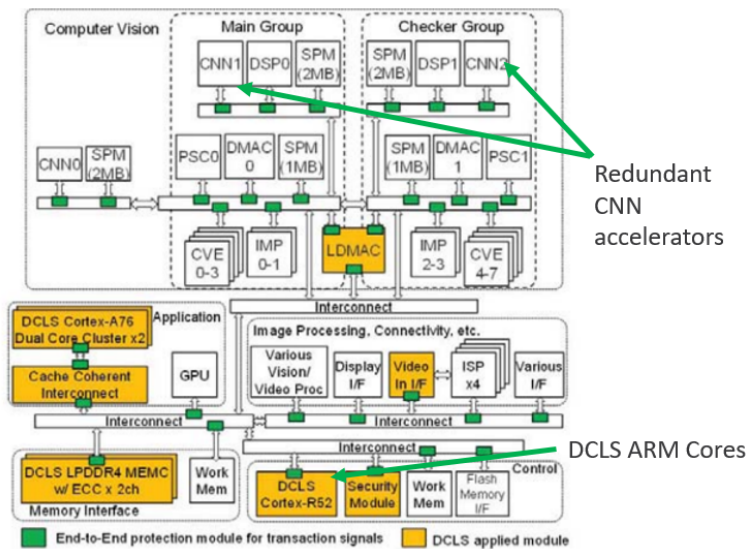 Main Group
Checker Group
Computer Vision
CNN1
DSP0
SPM
(2MB)
SPM
(2MB)
DSP1
CNN2
CNN0
SPM
(2MB)
PSC0
DMAC
0
SPM
(1MB)
SPM
(1MB)
DMAC
1
PSC1
Redundant
CNN
accelerators
CVE
0-3
IMP
0-1
LDMAC
IMP
2-3
CVE
4-7
Interconnect
DCLS Cortex-A76
Dual Core Cluster x2
Application
Cache Coherent
Interconnect
GPU
Image Processing, Connectivity, etc.
Various
Vision/
Video Proc
Display
I/F
Video
In I/F
ISP
x4
Various
I/F
Interconnect
Interconnect
Interconnect
DCLS ARM Cores
DCLS LPDDR4 MEMC
w/ ECC x 2ch
Memory Interface
Work
Mem
DCLS
Cortex-R52
Security
Module
Work
Mem
Flash
Memory
I/F
Control
End-to-End protection module for transaction signals
DCLS applied module